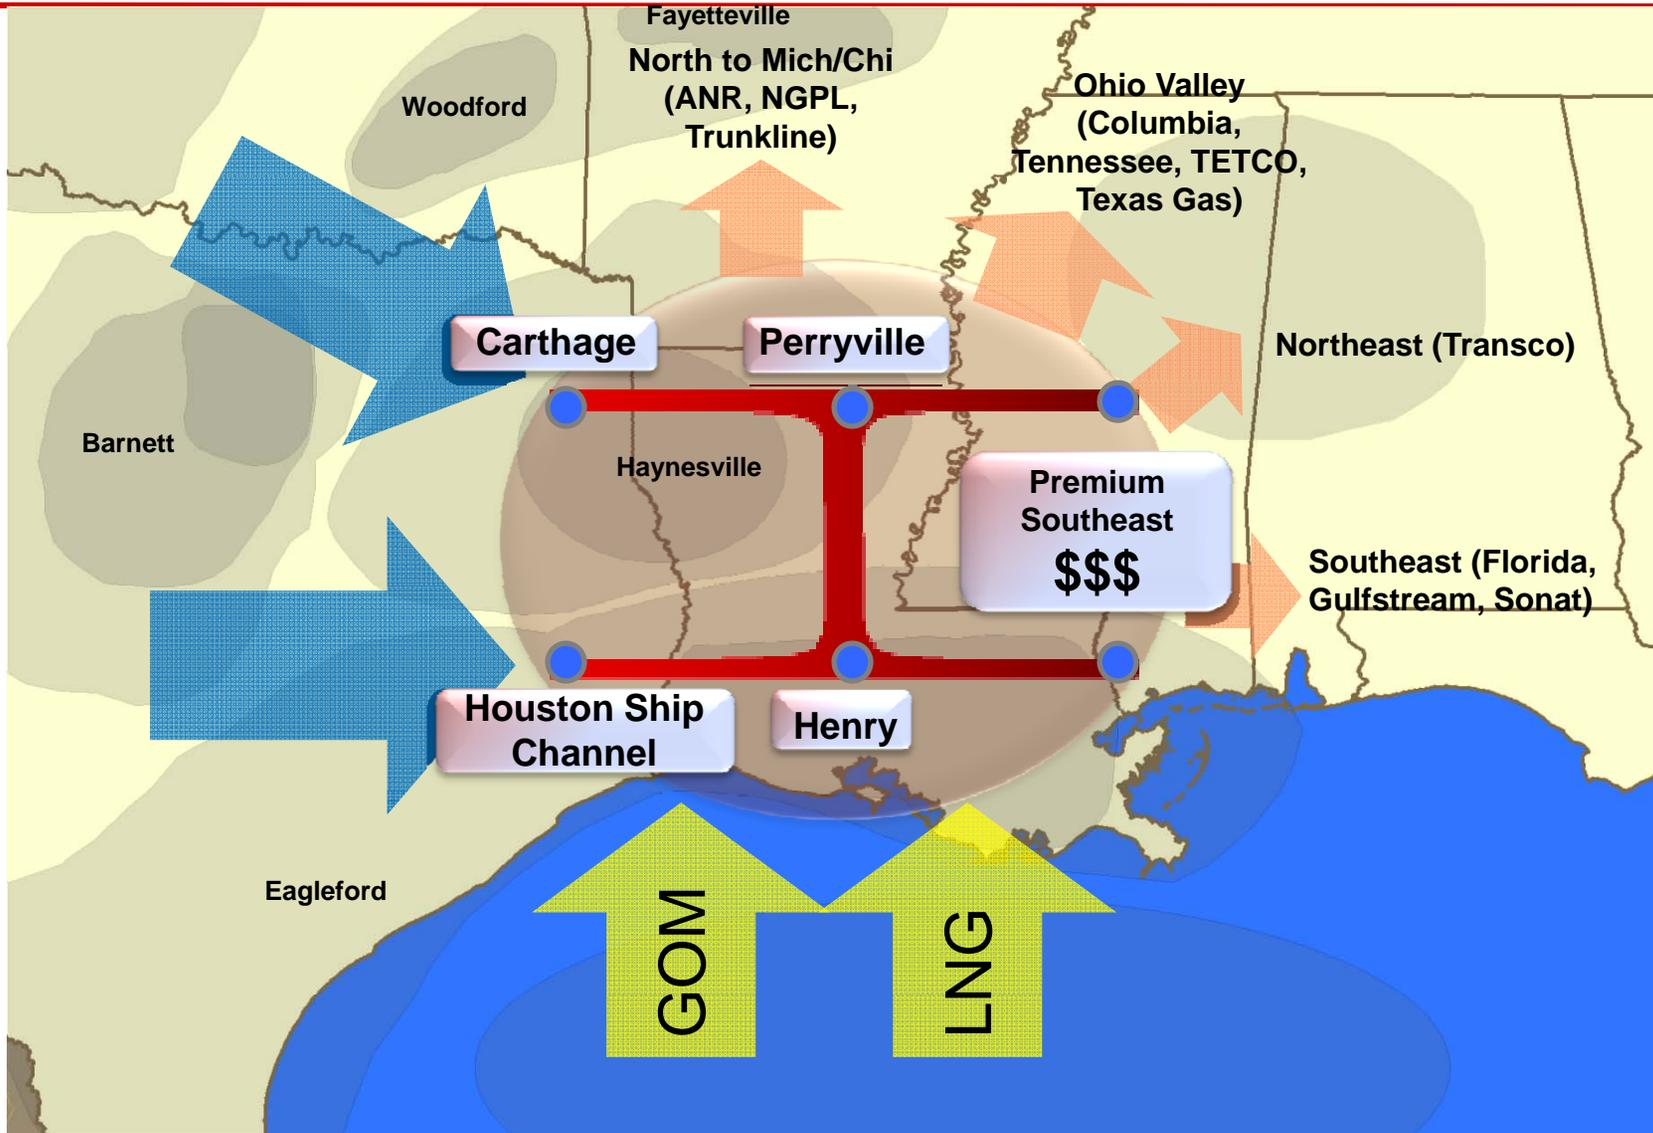 Fayetteville
North to Mich/Chi
(ANR, NGPL,
Trunkline)
Ohio Valley
(Columbia,
Tennessee, TETCO,
Texas Gas)
Woodford
Carthage
Perryville
Northeast (Transco)
Barnett
Haynesville
Premium
Southeast
$$$
Southeast (Florida,
Gulfstream, Sonat)
Houston Ship
Channel
Henry
Eagleford
GOM
LNG